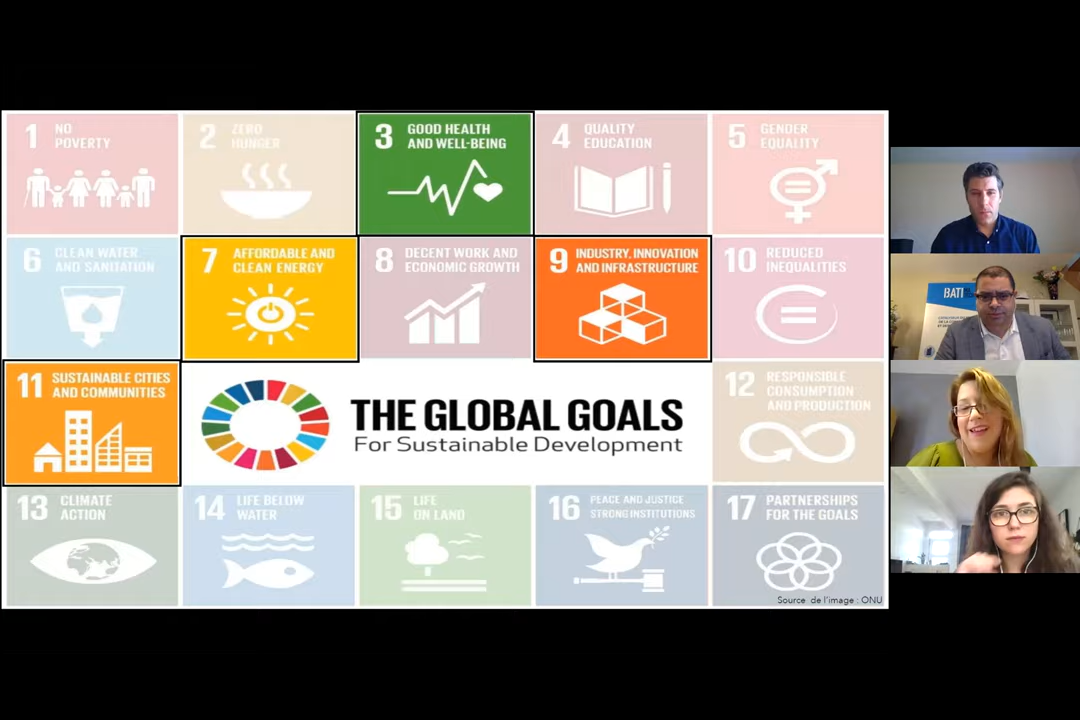 1 NO
POVERTY
2 ZERO
HUNGER
3 GOOD HEALTH
AND WELL-BEING
4 QUALITY
EDUCATION
5 GENDER
EQUALITY
6 CLEAN WATER
AND SANITATION
7 AFFORDABLE AND
CLEAN ENERGY
8 DECENT WORK AND
ECONOMIC GROWTH
9 INDUSTRY, INNOVATION
AND INFRASTRUCTURE
10 REDUCED
INEQUALITIES
11 SUSTAINABLE CITIES
AND COMMUNITIES
THE GLOBAL GOALS
For Sustainable Development
12 RESPONSIBLE
CONSUMPTION
AND PRODUCTION
13 CLIMATE
ACTION
14 LIFE BELOW
WATER
15 LIFE
ON LAND
16 PEACE AND JUSTICE
STRONG INSTITUTIONS
17 PARTNERSHIPS
FOR THE GOALS
Source de l'image : ONU
BATI